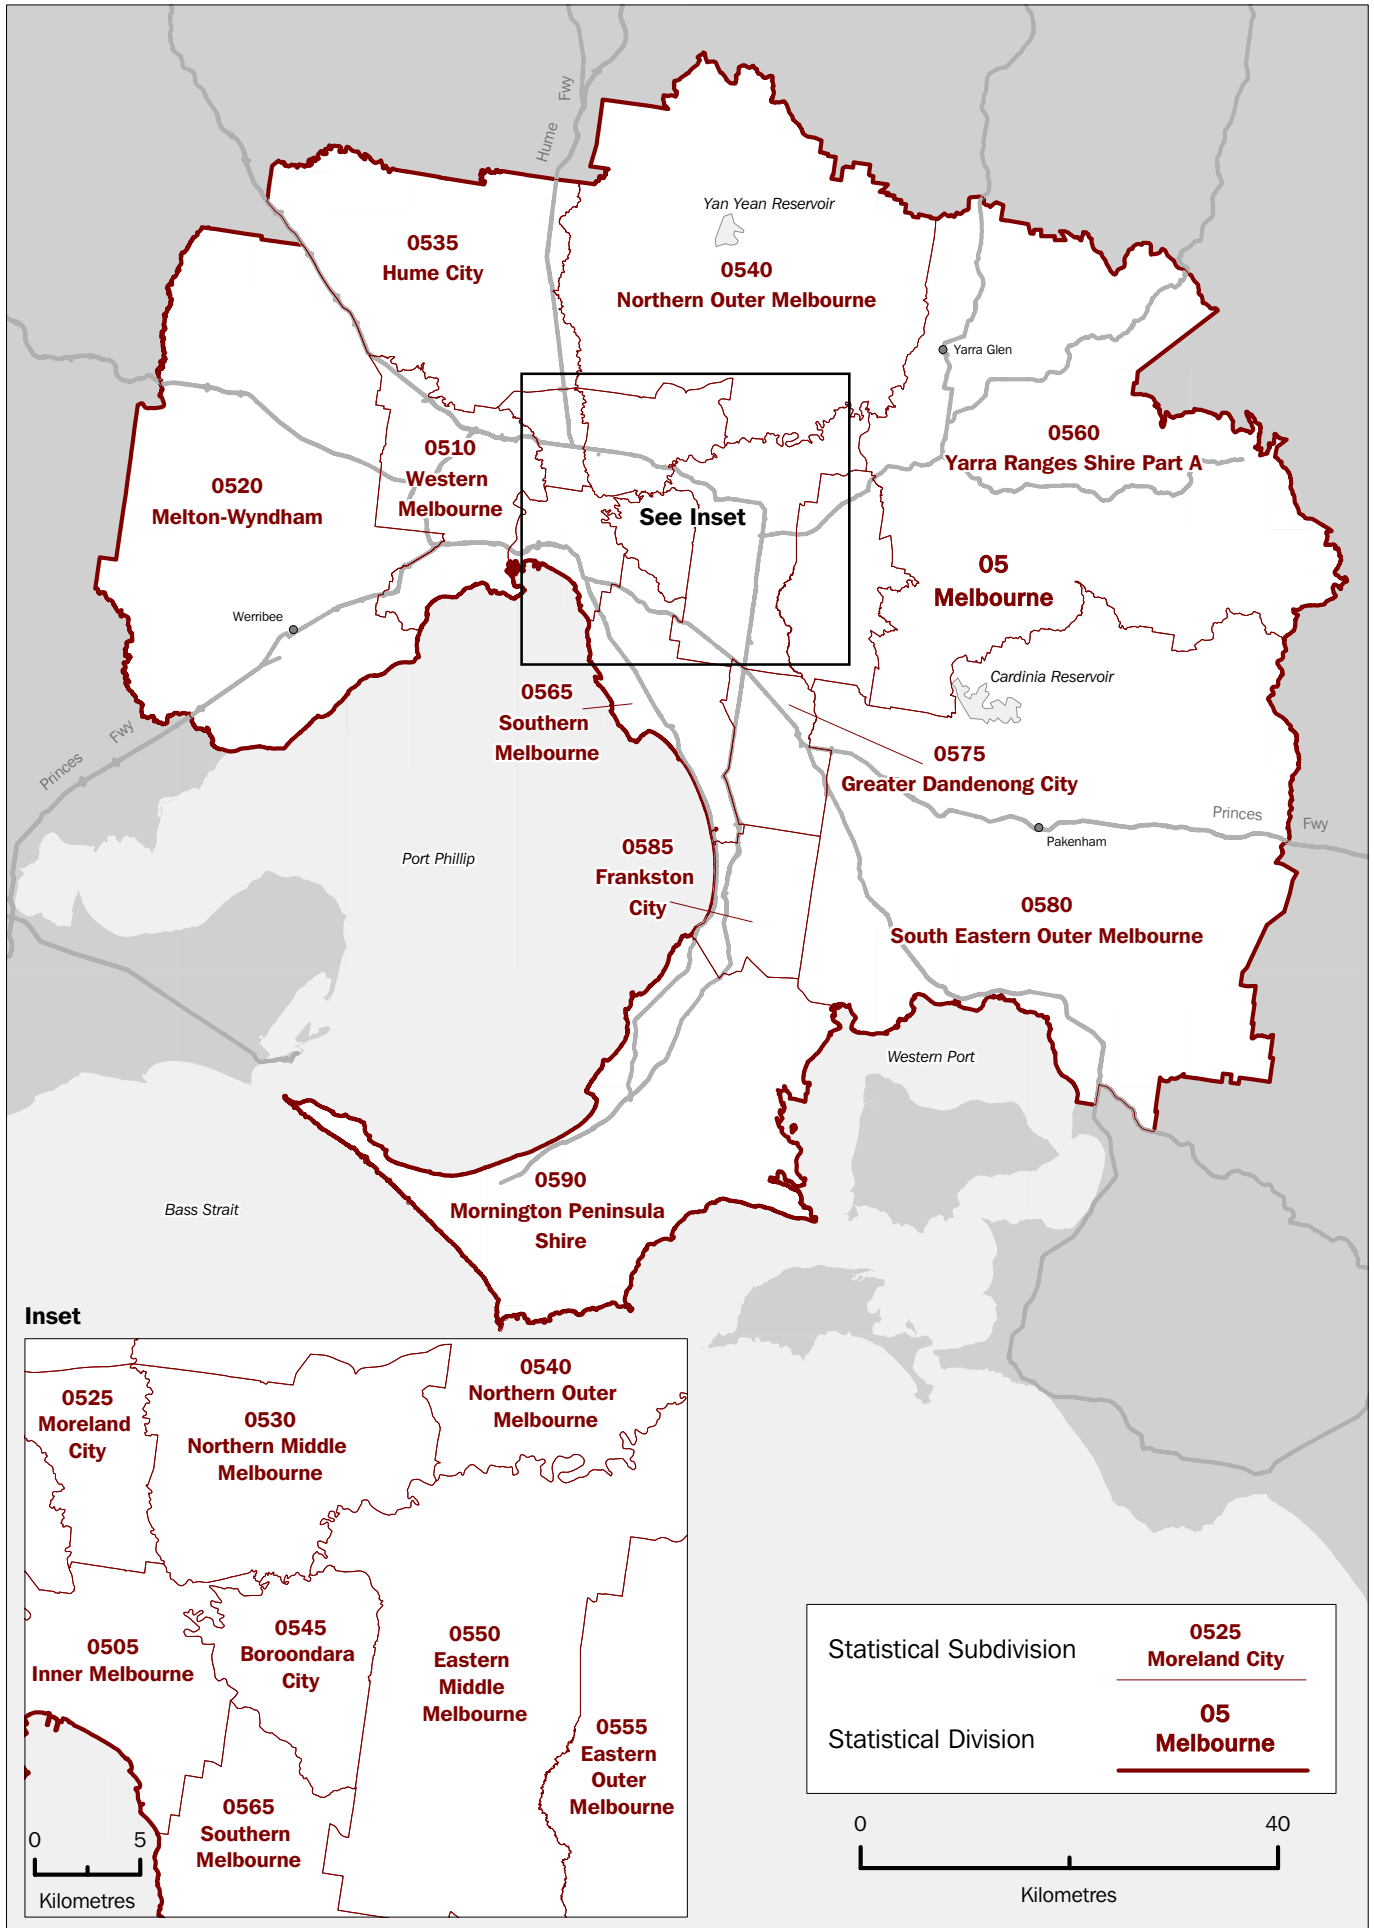 Hume Fwy
Yan Yean Reservoir
0535
Hume City
0540
Northern Outer Melbourne
Yarra Glen
0510
Western
Melbourne
0560
Yarra Ranges Shire Part A
0520
Melton-Wyndham
See Inset
05
Melbourne
Werribee
Cardinia Reservoir
0565
Southern
Melbourne
Princes Fwy
0575
Greater Dandenong City
Princes Fwy
Pakenham
Port Phillip
0585
Frankston
City
0580
South Eastern Outer Melbourne
Western Port
0590
Mornington Peninsula
Shire
Bass Strait
Inset
0540
Northern Outer
Melbourne
0525
Moreland
City
0530
Northern Middle
Melbourne
0505
Inner Melbourne
0545
Boroondara
City
0550
Eastern
Middle
Melbourne
0555
Eastern
Outer
Melbourne
0565
Southern
Melbourne
0 5
Kilometres
Statistical Subdivision
0525
Moreland City
Statistical Division
05
Melbourne
0 40
Kilometres